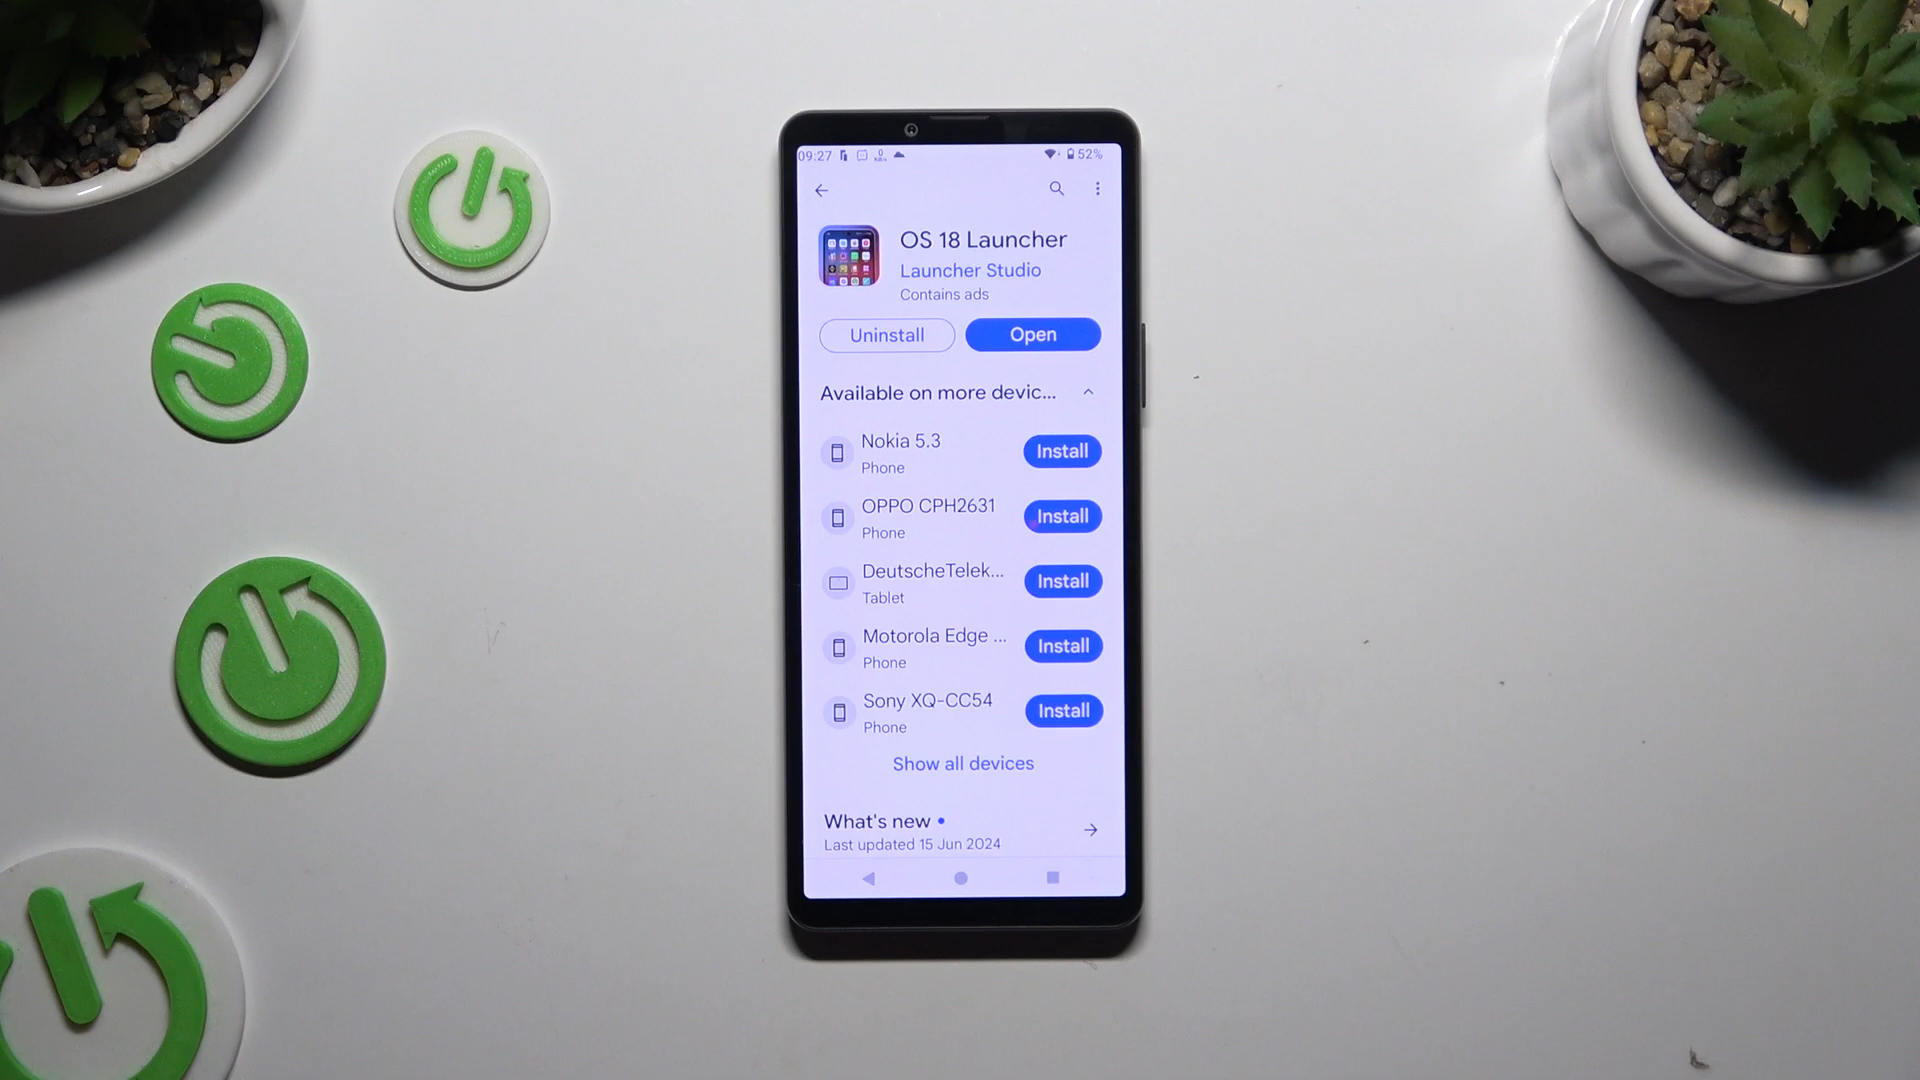 09:27
52%
OS 18 Launcher
Launcher Studio
Contains ads
Uninstall
Open
Available on more devic...
Nokia 5.3
Phone
Install
OPPO CPH2631
Phone
Install
DeutscheTelek...
Tablet
Install
Motorola Edge ...
Phone
Install
Sony XQ-CC54
Phone
Install
Show all devices
What's new •
Last updated 15 Jun 2024